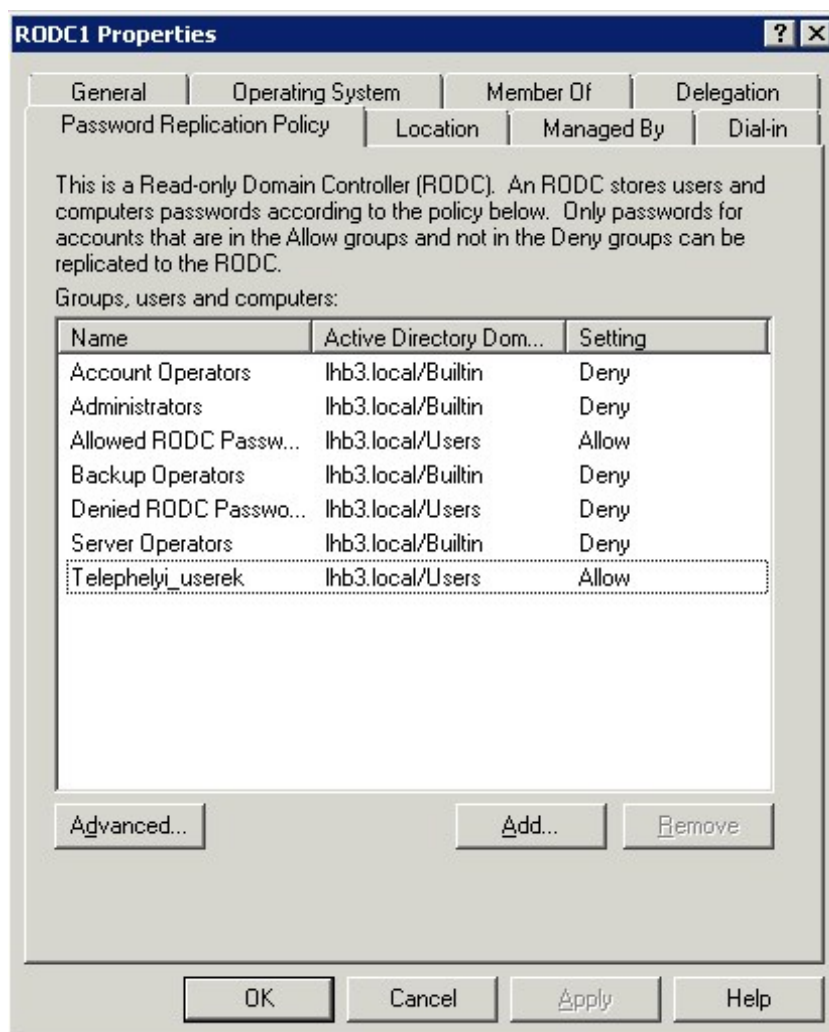 RODC1 Properties
General Operating System Member Of Delegation
Password Replication Policy Location Managed By Dial-in
This is a Read-only Domain Controller (RODC). An RODC stores users and
computers passwords according to the policy below. Only passwords for
accounts that are in the Allow groups and not in the Deny groups can be
replicated to the RODC.
Groups, users and computers:
Name Active Directory Dom... Setting
Account Operators lhb3.local/Builtin Deny
Administrators lhb3.local/Builtin Deny
Allowed RODC Passw... lhb3.local/Users Allow
Backup Operators lhb3.local/Builtin Deny
Denied RODC Passwo... lhb3.local/Users Deny
Server Operators lhb3.local/Builtin Deny
Telephelyi_userek lhb3.local/Users Allow
Advanced... Add... Remove
OK Cancel Apply Help